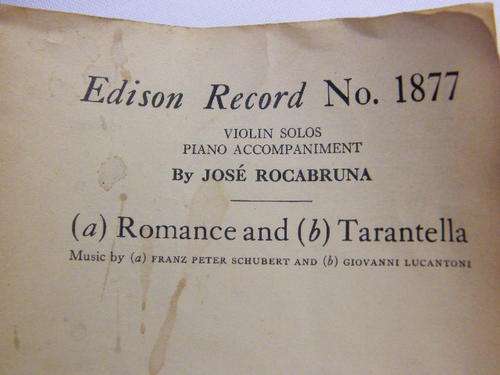 Edison Record No. 1877
VIOLIN SOLOS
PIANO ACCOMPANIMENT
By JOSÉ ROCABRUNA
(a) Romance and (b) Tarantella
Music by (a) FRANZ PETER SCHUBERT AND (b) GIOVANNI LUCANTONI